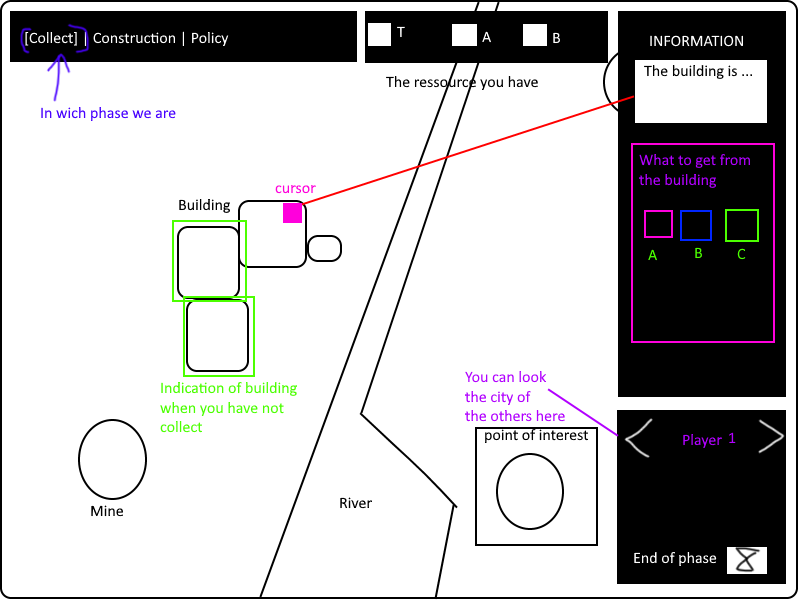 [Collect] | Construction | Policy
T
A
B
INFORMATION
The building is ...
The ressource you have
In wich phase we are
What to get from
the building
A
B
C
cursor
Building
Indication of building
when you have not
collect
You can look
the city of
the others here
point of interest
Player 1
Mine
River
End of phase